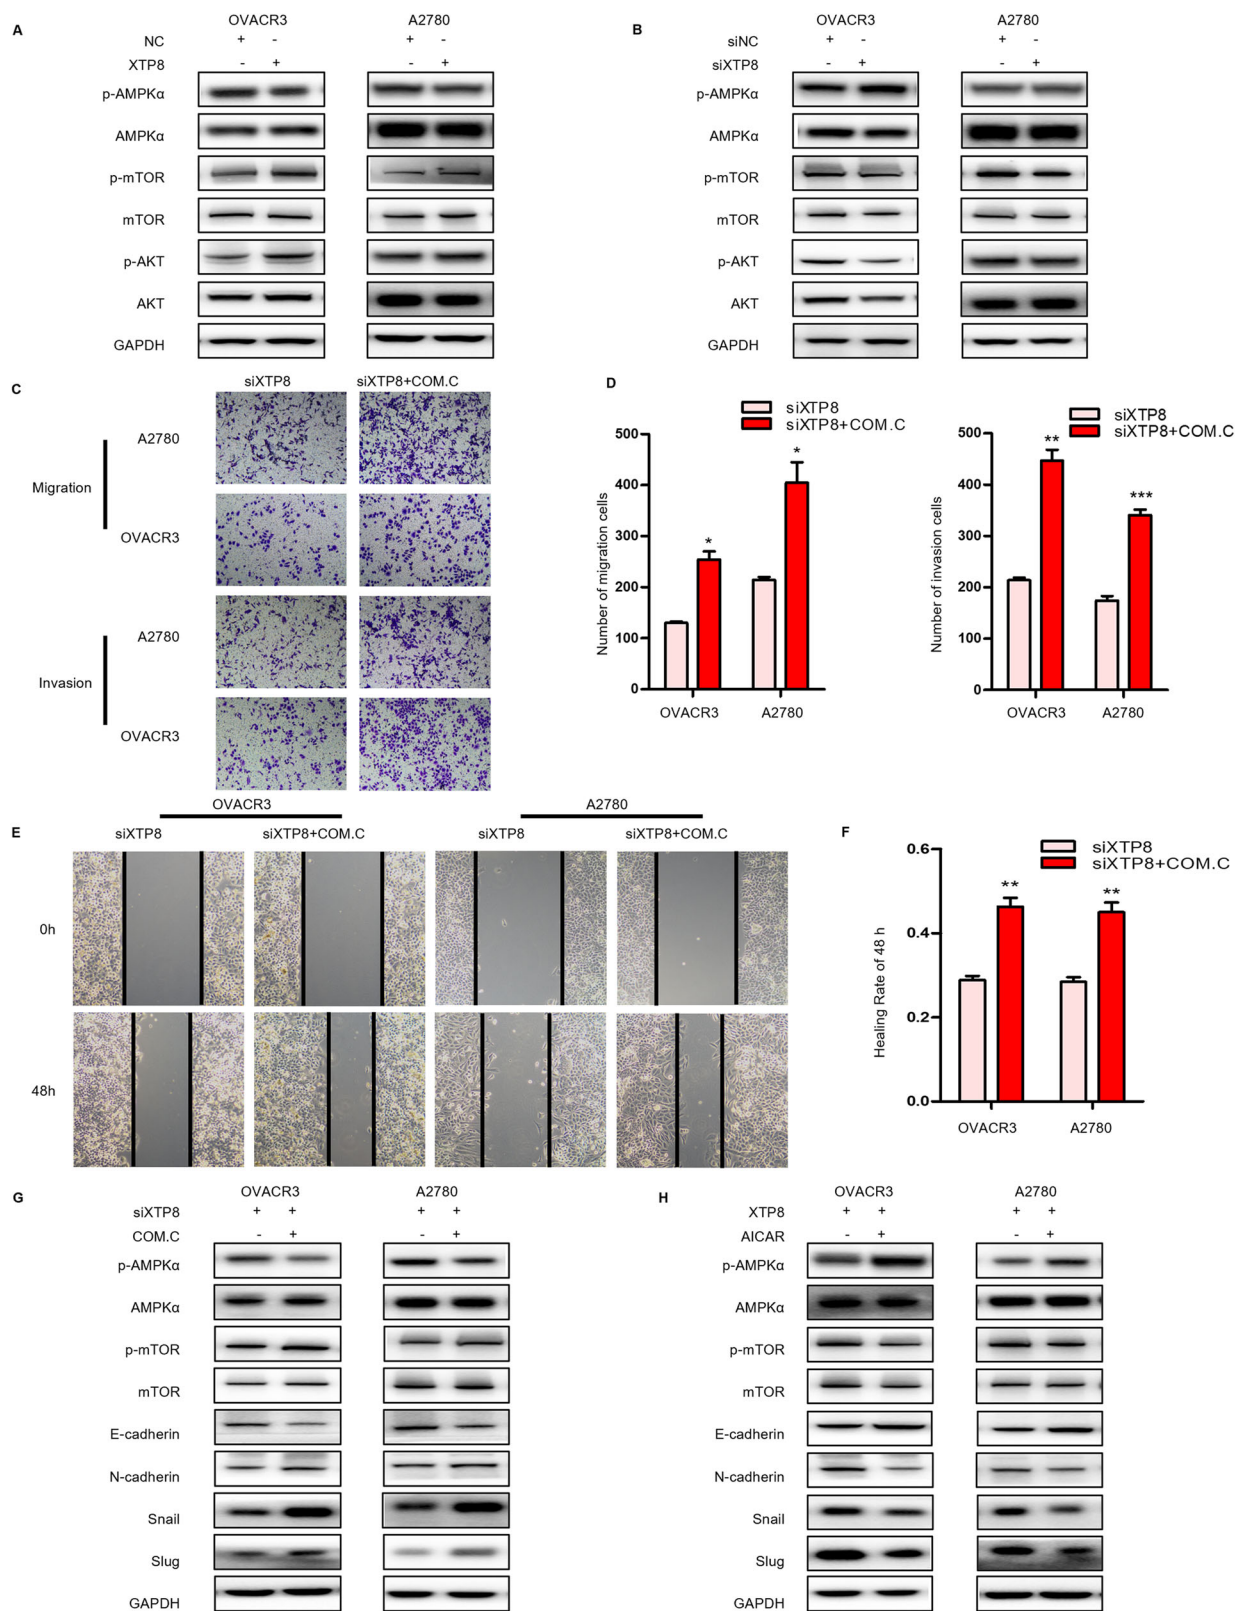 A
OVACR3 A2780
NC + - + -
XTP8 - + - +
p-AMPKα
AMPKα
p-mTOR
mTOR
p-AKT
AKT
GAPDH
B
OVACR3 A2780
siNC + - + -
siXTP8 - + - +
p-AMPKα
AMPKα
p-mTOR
mTOR
p-AKT
AKT
GAPDH
C
siXTP8 siXTP8+COM.C
Migration
A2780
OVACR3
Invasion
A2780
OVACR3
D
siXTP8
siXTP8+COM.C
Number of migration cells
500
400
300
200
100
0
* *
OVACR3 A2780
siXTP8
siXTP8+COM.C
Number of invasion cells
500
400
300
200
100
0
** ***
OVACR3 A2780
E
OVACR3 A2780
siXTP8 siXTP8+COM.C siXTP8 siXTP8+COM.C
0h
48h
F
siXTP8
siXTP8+COM.C
Healing Rate of 48 h
0.6
0.4
0.2
0.0
** **
OVACR3 A2780
G
OVACR3 A2780
siXTP8 + + + +
COM.C - + - +
p-AMPKα
AMPKα
p-mTOR
mTOR
E-cadherin
N-cadherin
Snail
Slug
GAPDH
H
OVACR3 A2780
XTP8 + + + +
AICAR - + - +
p-AMPKα
AMPKα
p-mTOR
mTOR
E-cadherin
N-cadherin
Snail
Slug
GAPDH